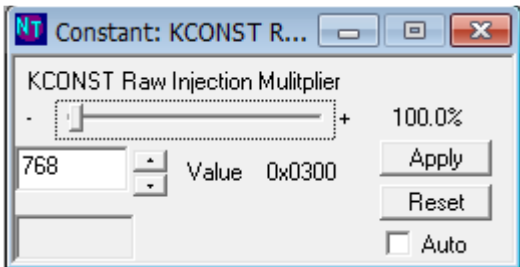 NT Constant: KCONST R...
KCONST Raw Injection Mulitplier
- + 100.0%
768 Value 0x0300 Apply
Reset
Auto